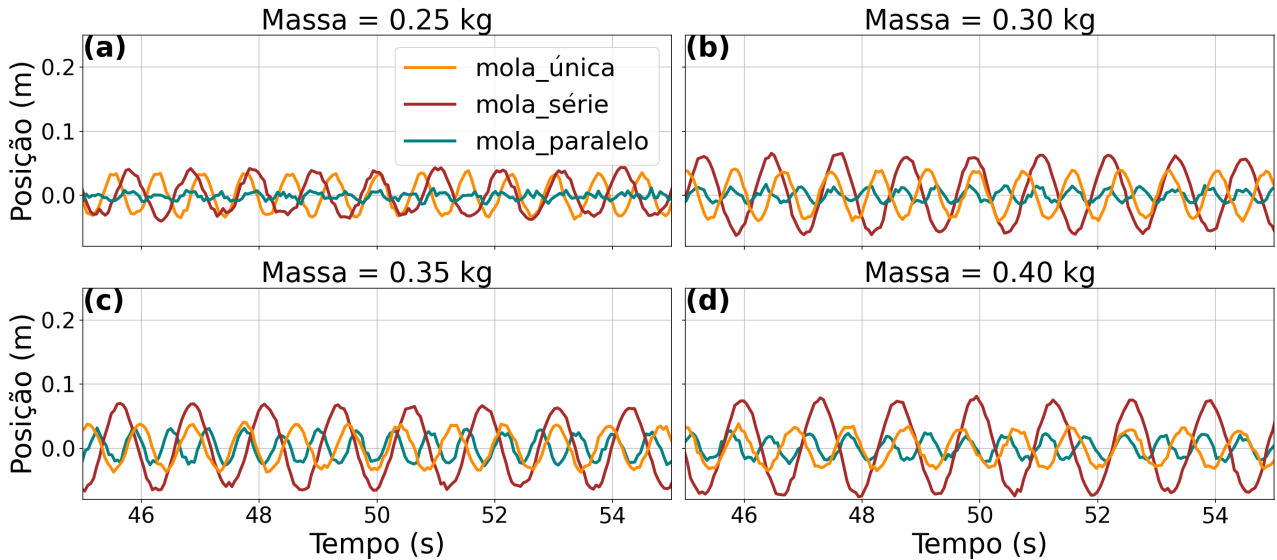 Massa = 0.25 kg
Massa = 0.30 kg
(a)
mola_única
mola_série
mola_paralelo
(b)
Posição (m)
0.2
0.1
0.0
Massa = 0.35 kg
Massa = 0.40 kg
(c)
(d)
Posição (m)
0.2
0.1
0.0
46 48 50 52 54
46 48 50 52 54
Tempo (s)
Tempo (s)